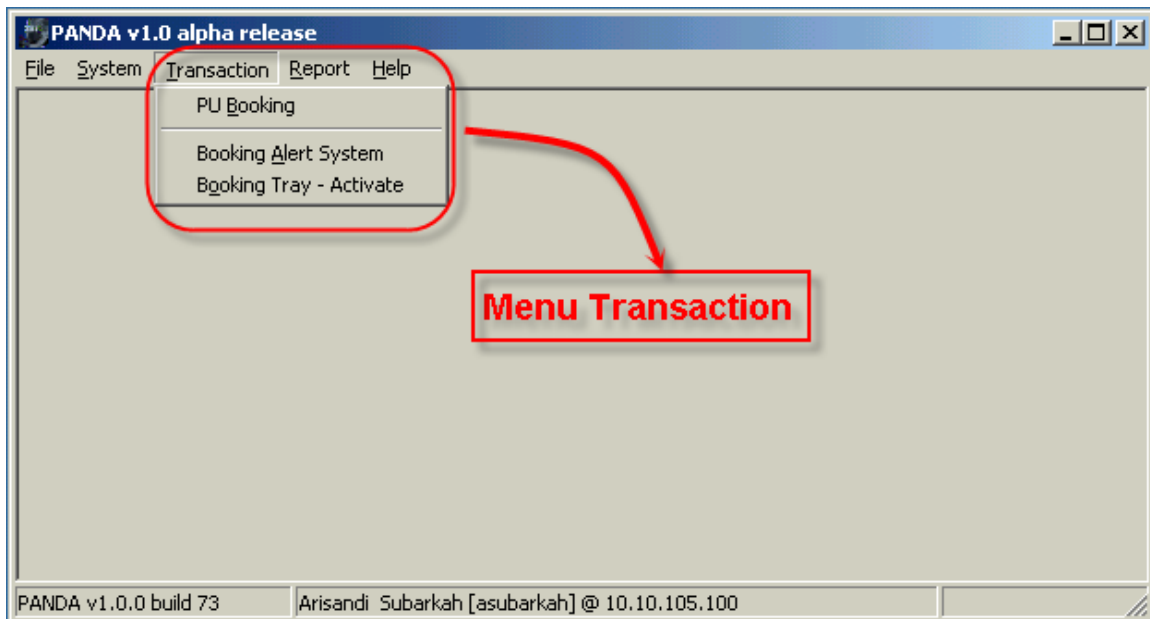 PANDA v1.0 alpha release
File System Transaction Report Help
PU Booking
Booking Alert System
Booking Tray - Activate
Menu Transaction
PANDA v1.0.0 build 73 Arisandi Subarkah [asubarkah] @ 10.10.105.100